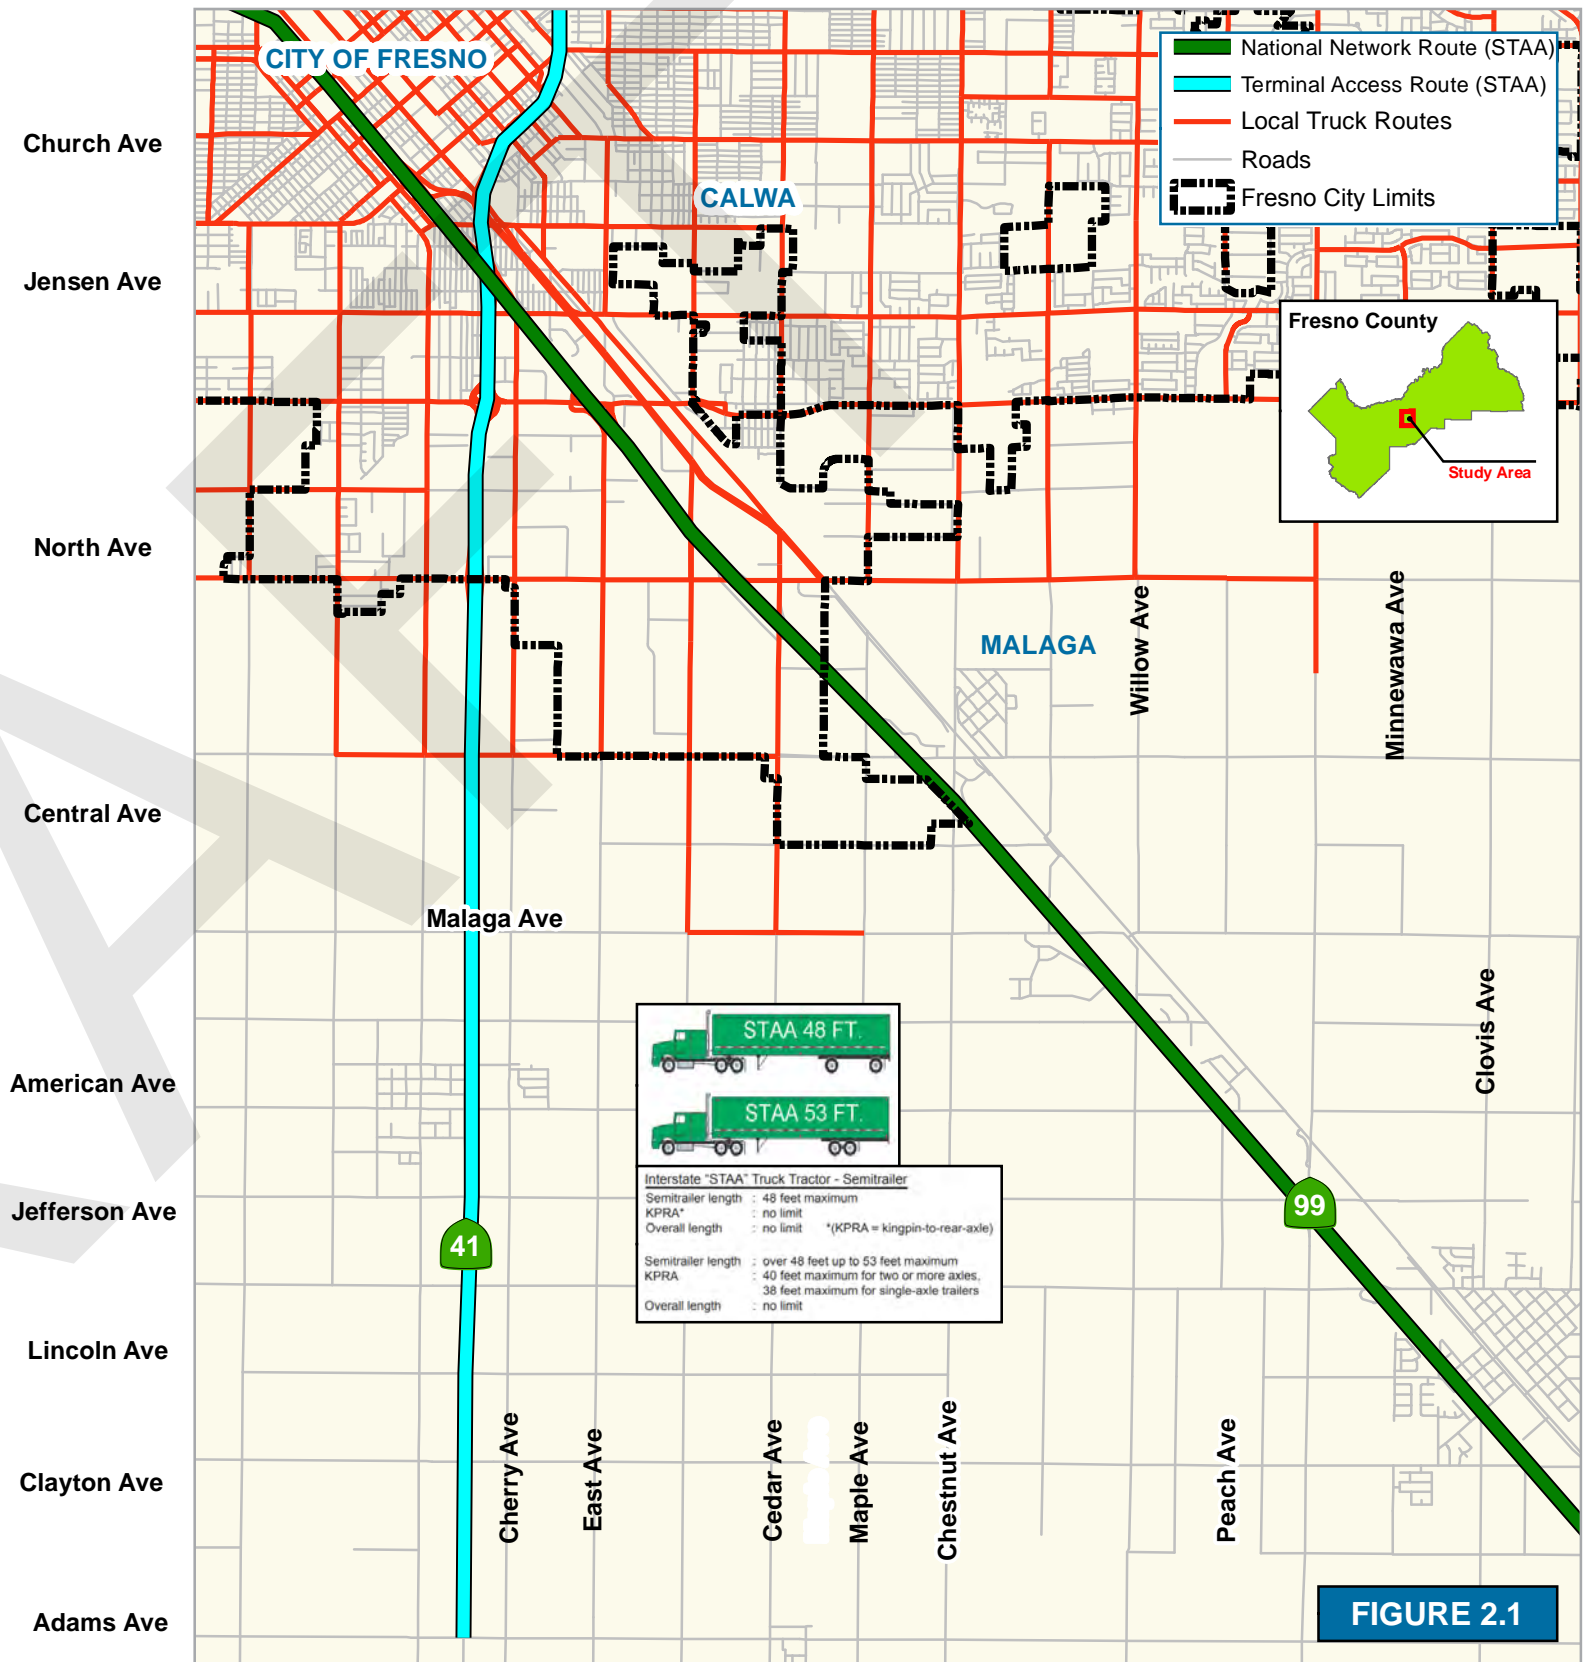 CITY OF FRESNO
National Network Route (STAA)
Terminal Access Route (STAA)
Local Truck Routes
Roads
Fresno City Limits
Church Ave
CALWA
Jensen Ave
Fresno County
Study Area
North Ave
MALAGA
Willow Ave
Minnewawa Ave
Central Ave
Malaga Ave
Clovis Ave
STAA 48 FT.
American Ave
STAA 53 FT.
Interstate "STAA" Truck Tractor - Semitrailer
Semitrailer length : 48 feet maximum
KPRA* : no limit
Overall length : no limit *(KPRA = kingpin-to-rear-axle)
Semitrailer length : over 48 feet up to 53 feet maximum
KPRA : 40 feet maximum for two or more axles,
38 feet maximum for single-axle trailers
Overall length : no limit
Jefferson Ave
99
41
Lincoln Ave
Clayton Ave
Cherry Ave
East Ave
Cedar Ave
Maple Ave
Chestnut Ave
Peach Ave
Adams Ave
FIGURE 2.1